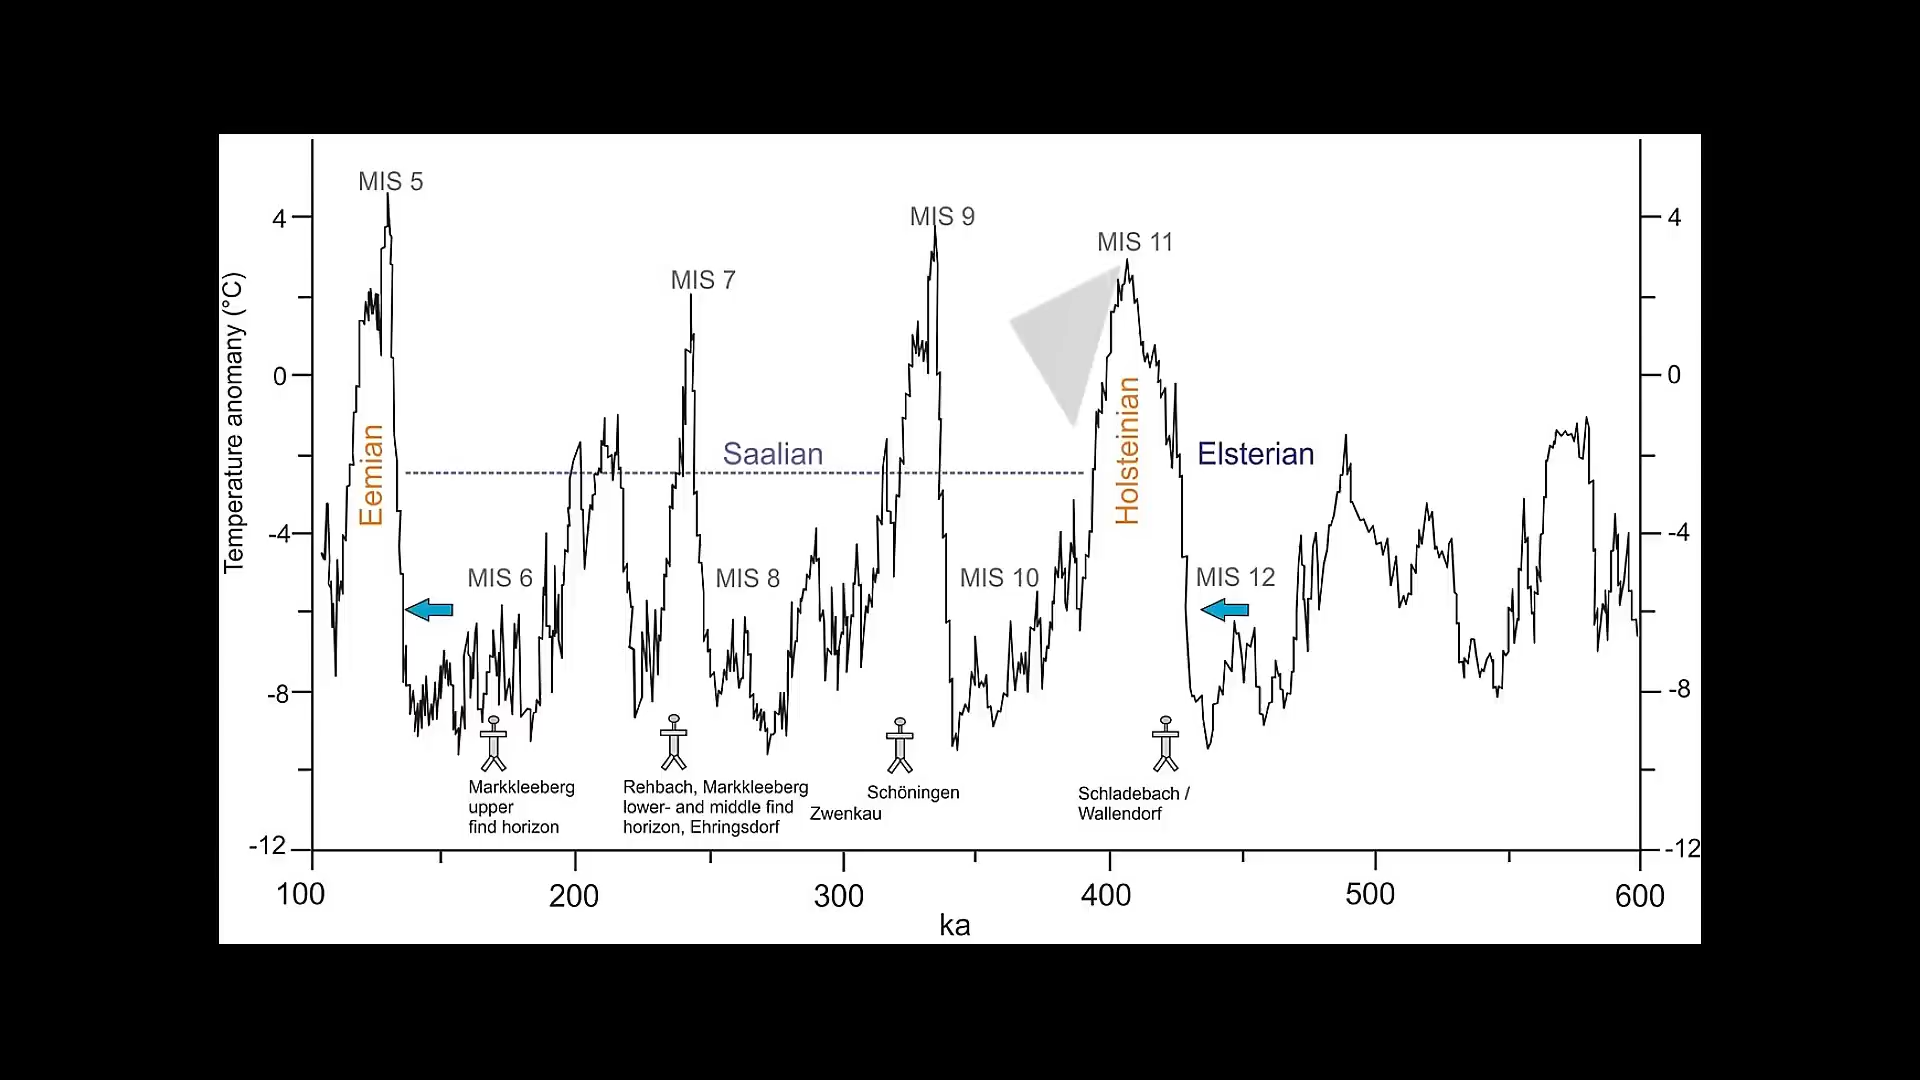 MIS 5
MIS 9
MIS 11
MIS 7
4
4
Temperature anomany (°C)
0
0
Eemian
Saalian
Holsteinian
Elsterian
-4
-4
MIS 6
MIS 8
MIS 10
MIS 12
-8
-8
Markkleeberg
upper
find horizon
Rehbach, Markkleeberg
lower- and middle find
horizon, Ehringsdorf
Zwenkau
Schöningen
Schladebach /
Wallendorf
-12
-12
100
200
300
400
500
600
ka